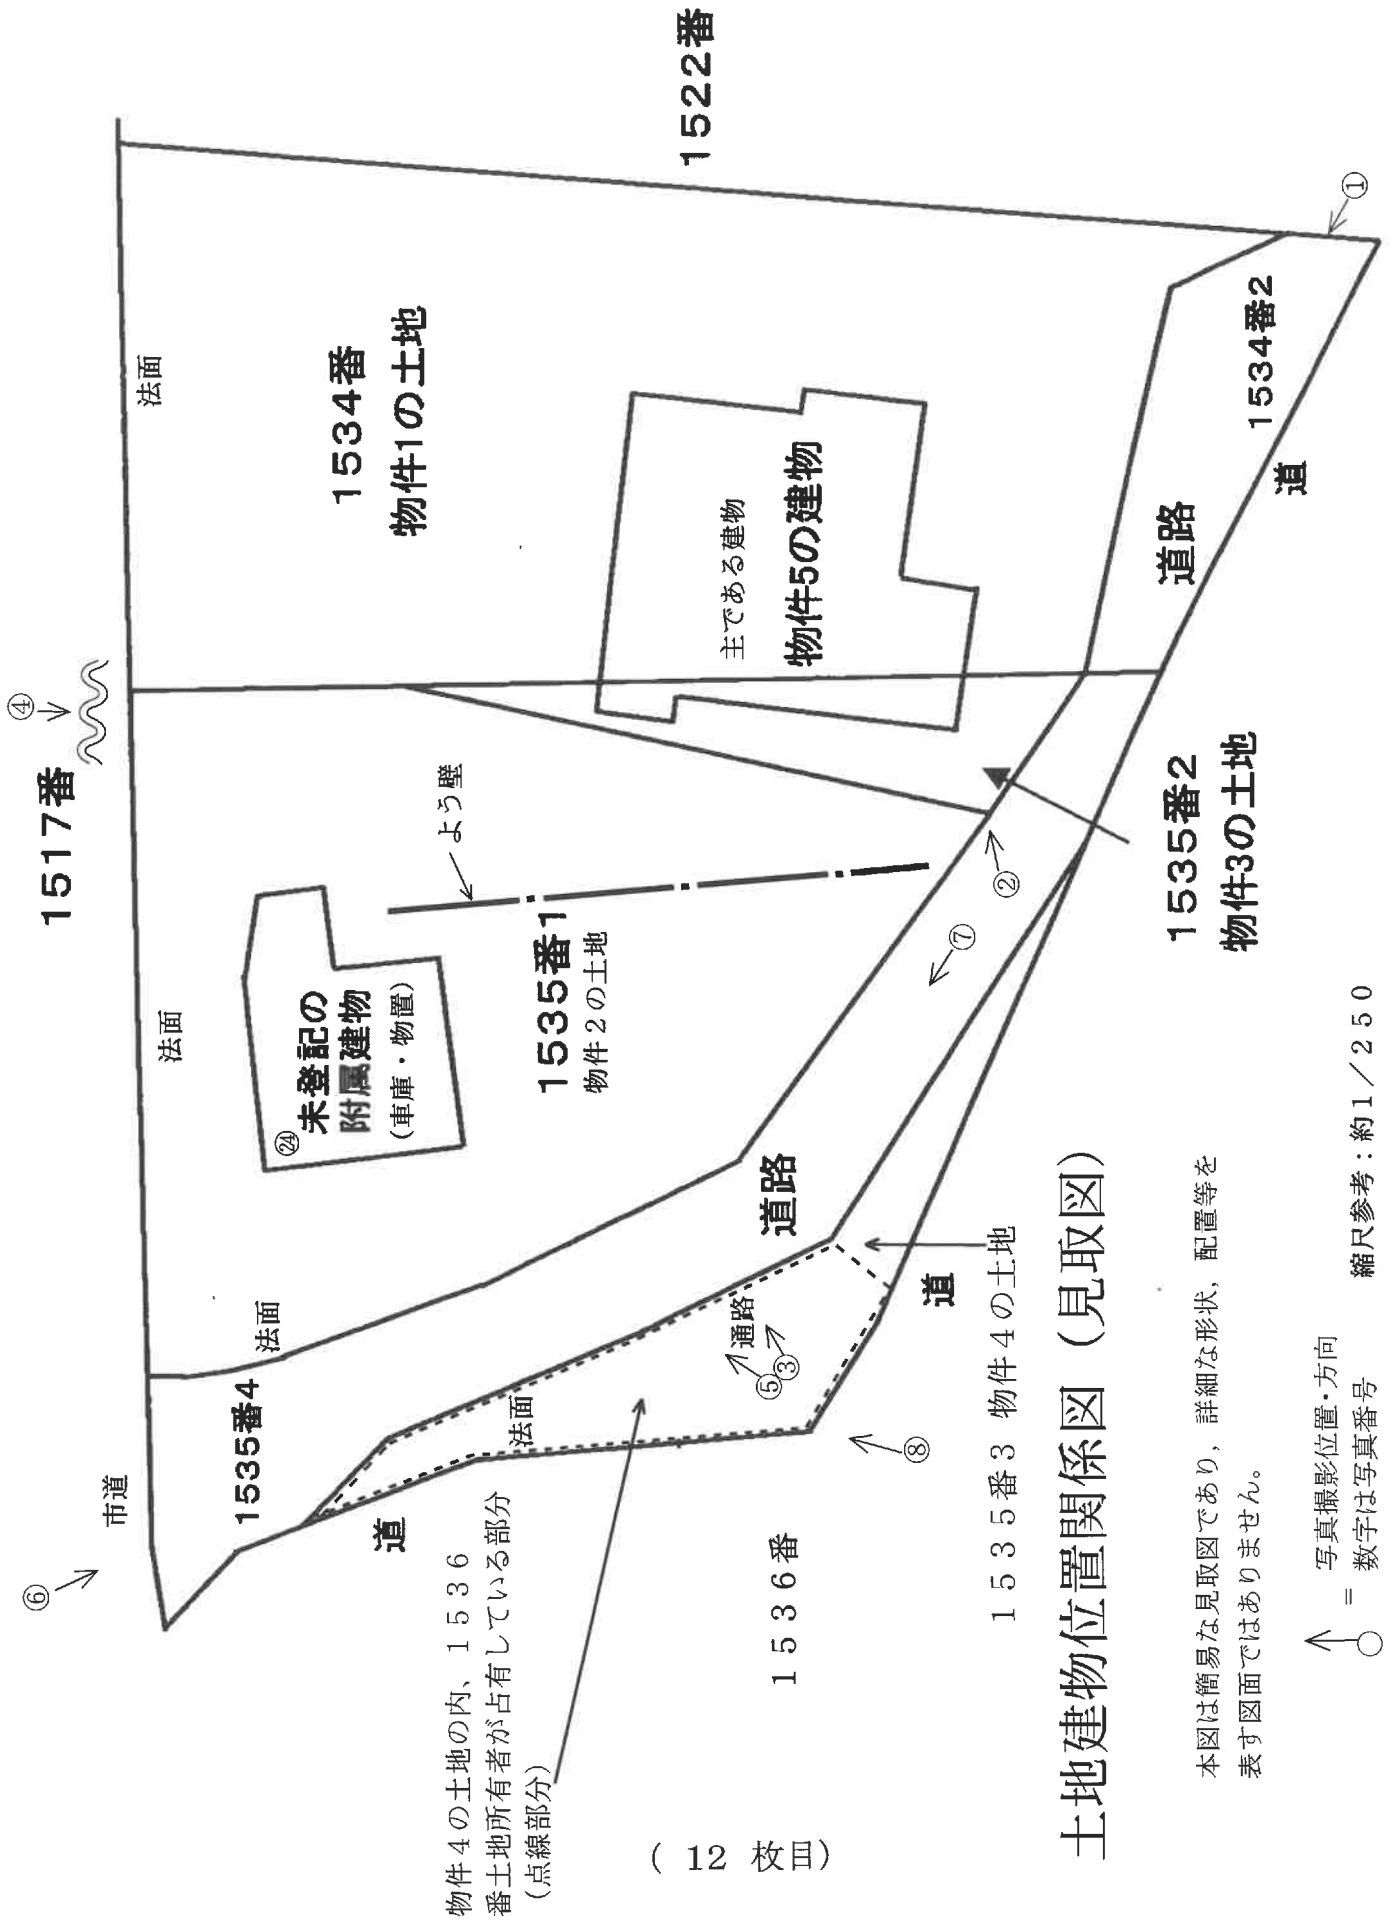 1522番
①
1534番2
道
道路
法面
1534番
物件1の土地
主である建物
物件5の建物
④
1517番
よう壁
②
⑦
1535番2
物件3の土地
法面
㉔
未登記の
附属建物
(車庫・物置)
1535番1
物件2の土地
道路
法面
1535番4
市道
⑥
道
法面
通路
⑤
③
⑧
道
1535番3 物件4の土地
1536番
物件4の土地の内、1536
番土地所有者が占有している部分
(点線部分)
土地建物位置関係図（見取図）
本図は簡易な見取図であり，詳細な形状，配置等を
表す図面ではありません。
= 写真撮影位置・方向
数字は写真番号
縮尺参考：約1／250
( 12 枚目)